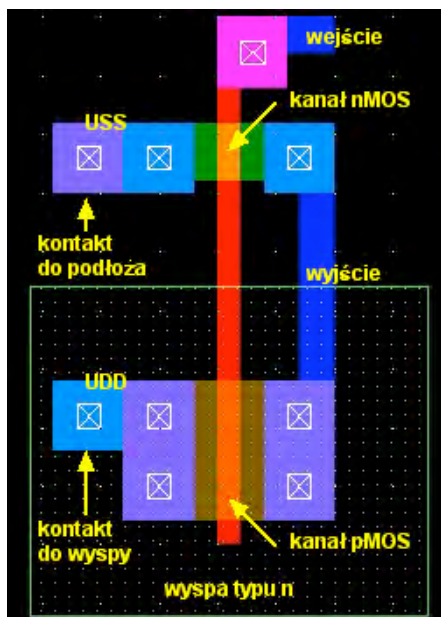 wejście
kanał nMOS
USS
kontakt
do podłoża
wyjście
UDD
kontakt
do wyspy
kanał pMOS
wyspa typu n